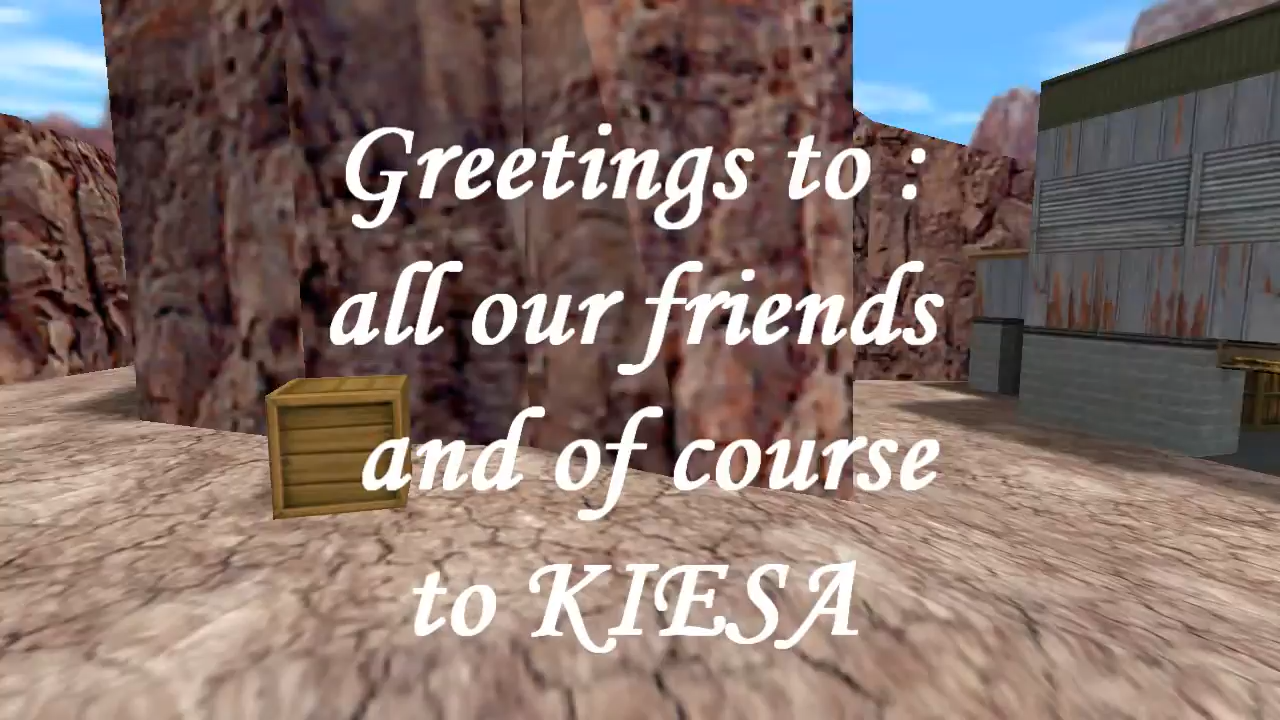 Greetings to :
all our friends
and of course
to KIESA